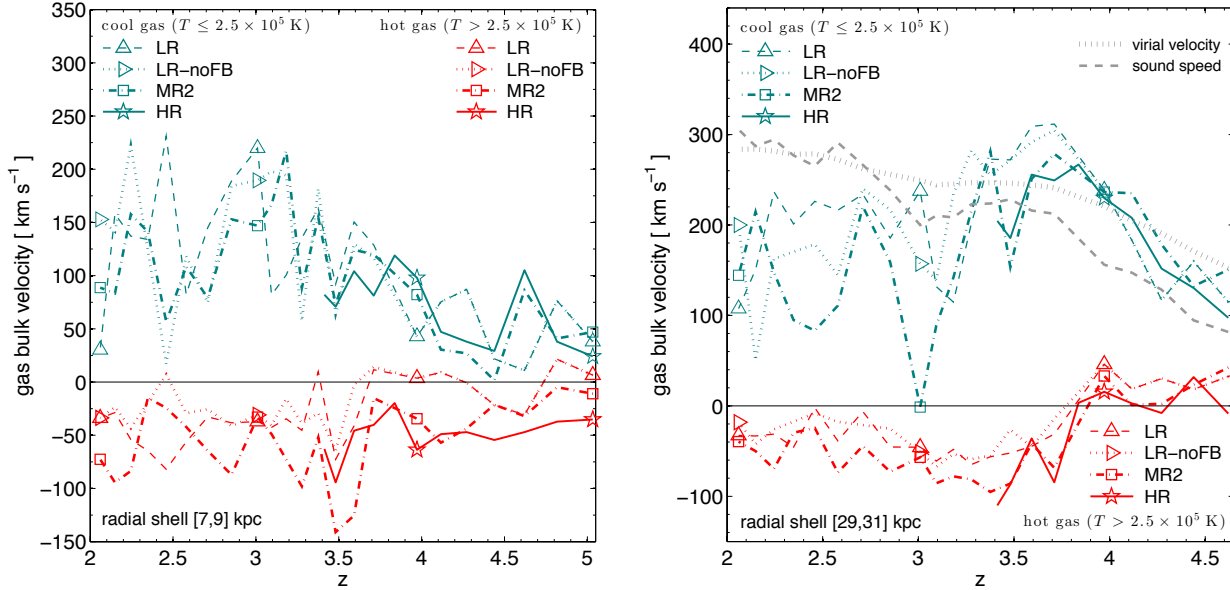 cool gas (T ≤ 2.5 × 10⁵ K)
hot gas (T > 2.5 × 10⁵ K)
LR
LR
LR−noFB
LR−noFB
MR2
MR2
HR
HR
350
300
250
200
150
100
50
0
−50
−100
−150
gas bulk velocity [ km s⁻¹]
radial shell [7,9] kpc
2
2.5
3
3.5
4
4.5
5
z
cool gas (T ≤ 2.5 × 10⁵ K)
LR
LR−noFB
MR2
HR
virial velocity
sound speed
400
300
200
100
0
−100
gas bulk velocity [ km s⁻¹]
LR
LR−noFB
MR2
HR
radial shell [29,31] kpc
hot gas (T > 2.5 × 10⁵ K)
2
2.5
3
3.5
4
4.5
z